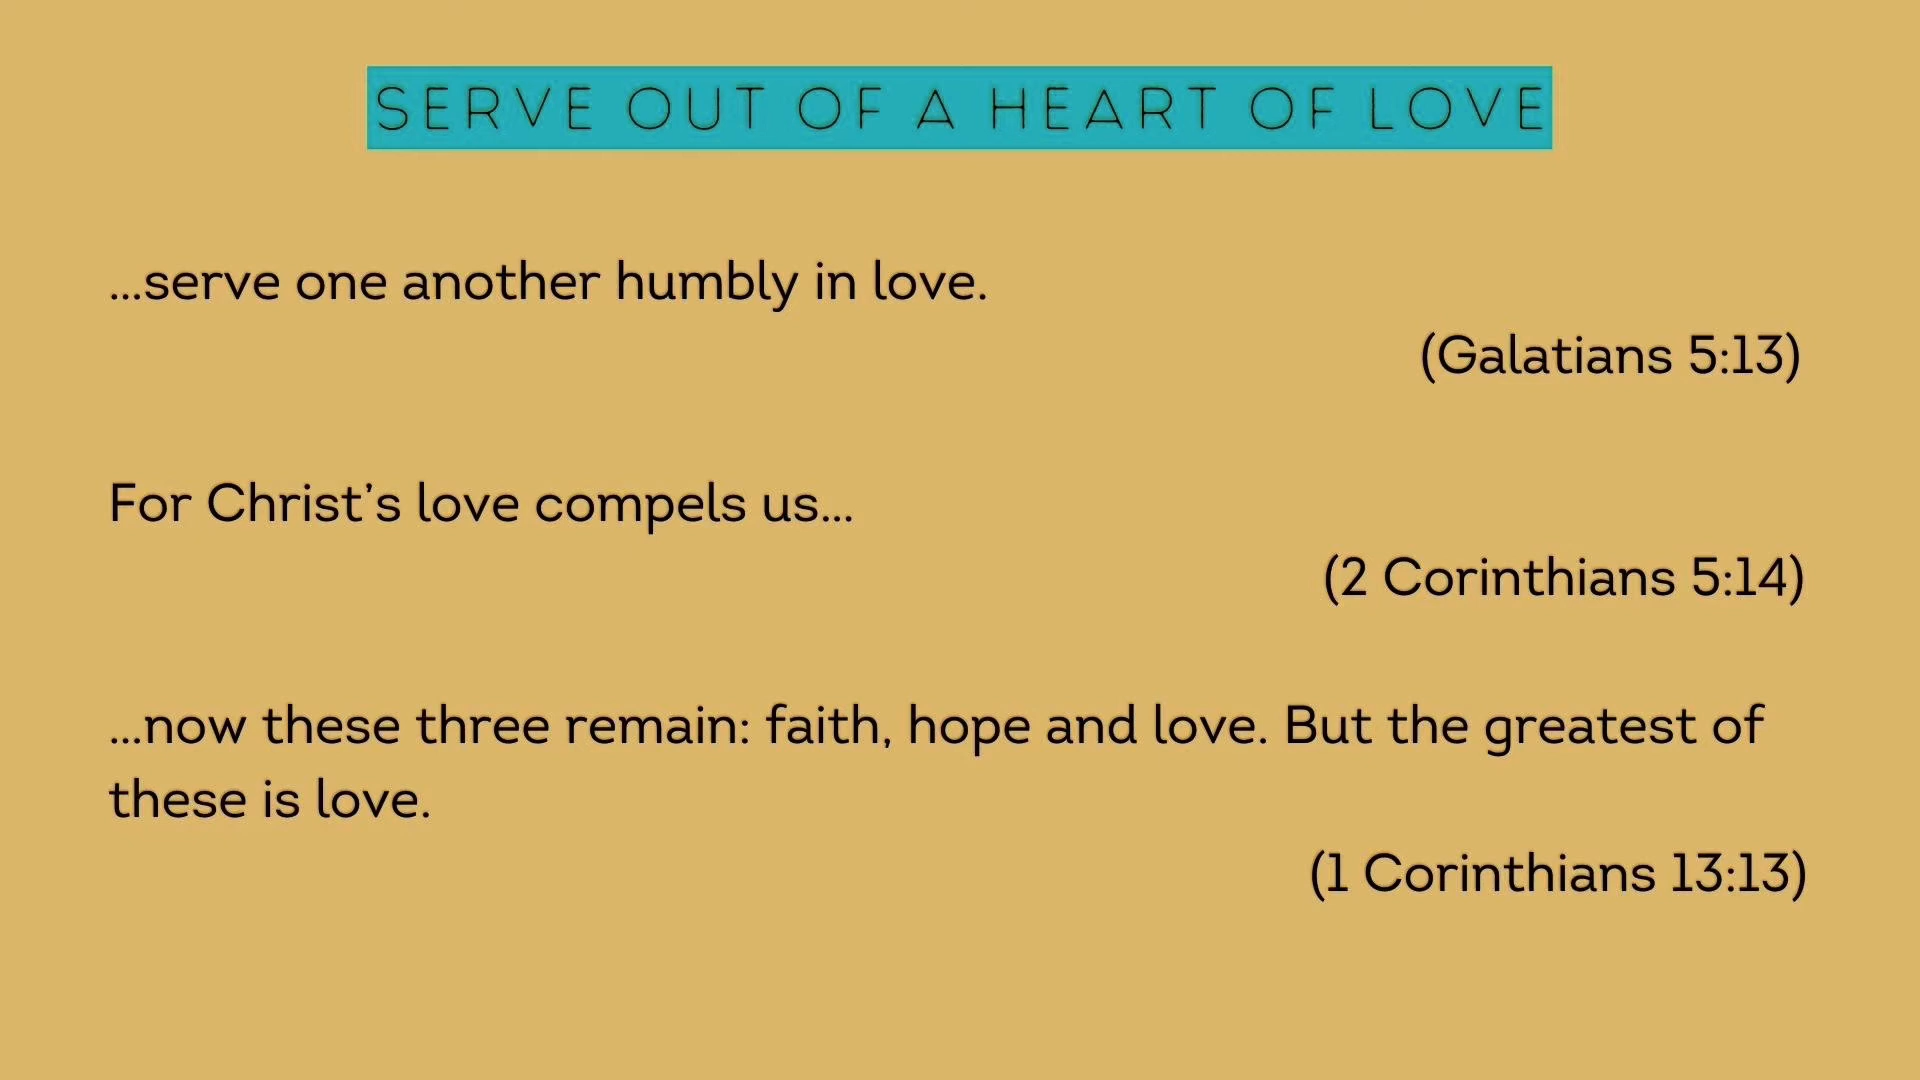 SERVE OUT OF A HEART OF LOVE
...serve one another humbly in love.
(Galatians 5:13)
For Christ’s love compels us...
(2 Corinthians 5:14)
...now these three remain: faith, hope and love. But the greatest of
these is love.
(1 Corinthians 13:13)